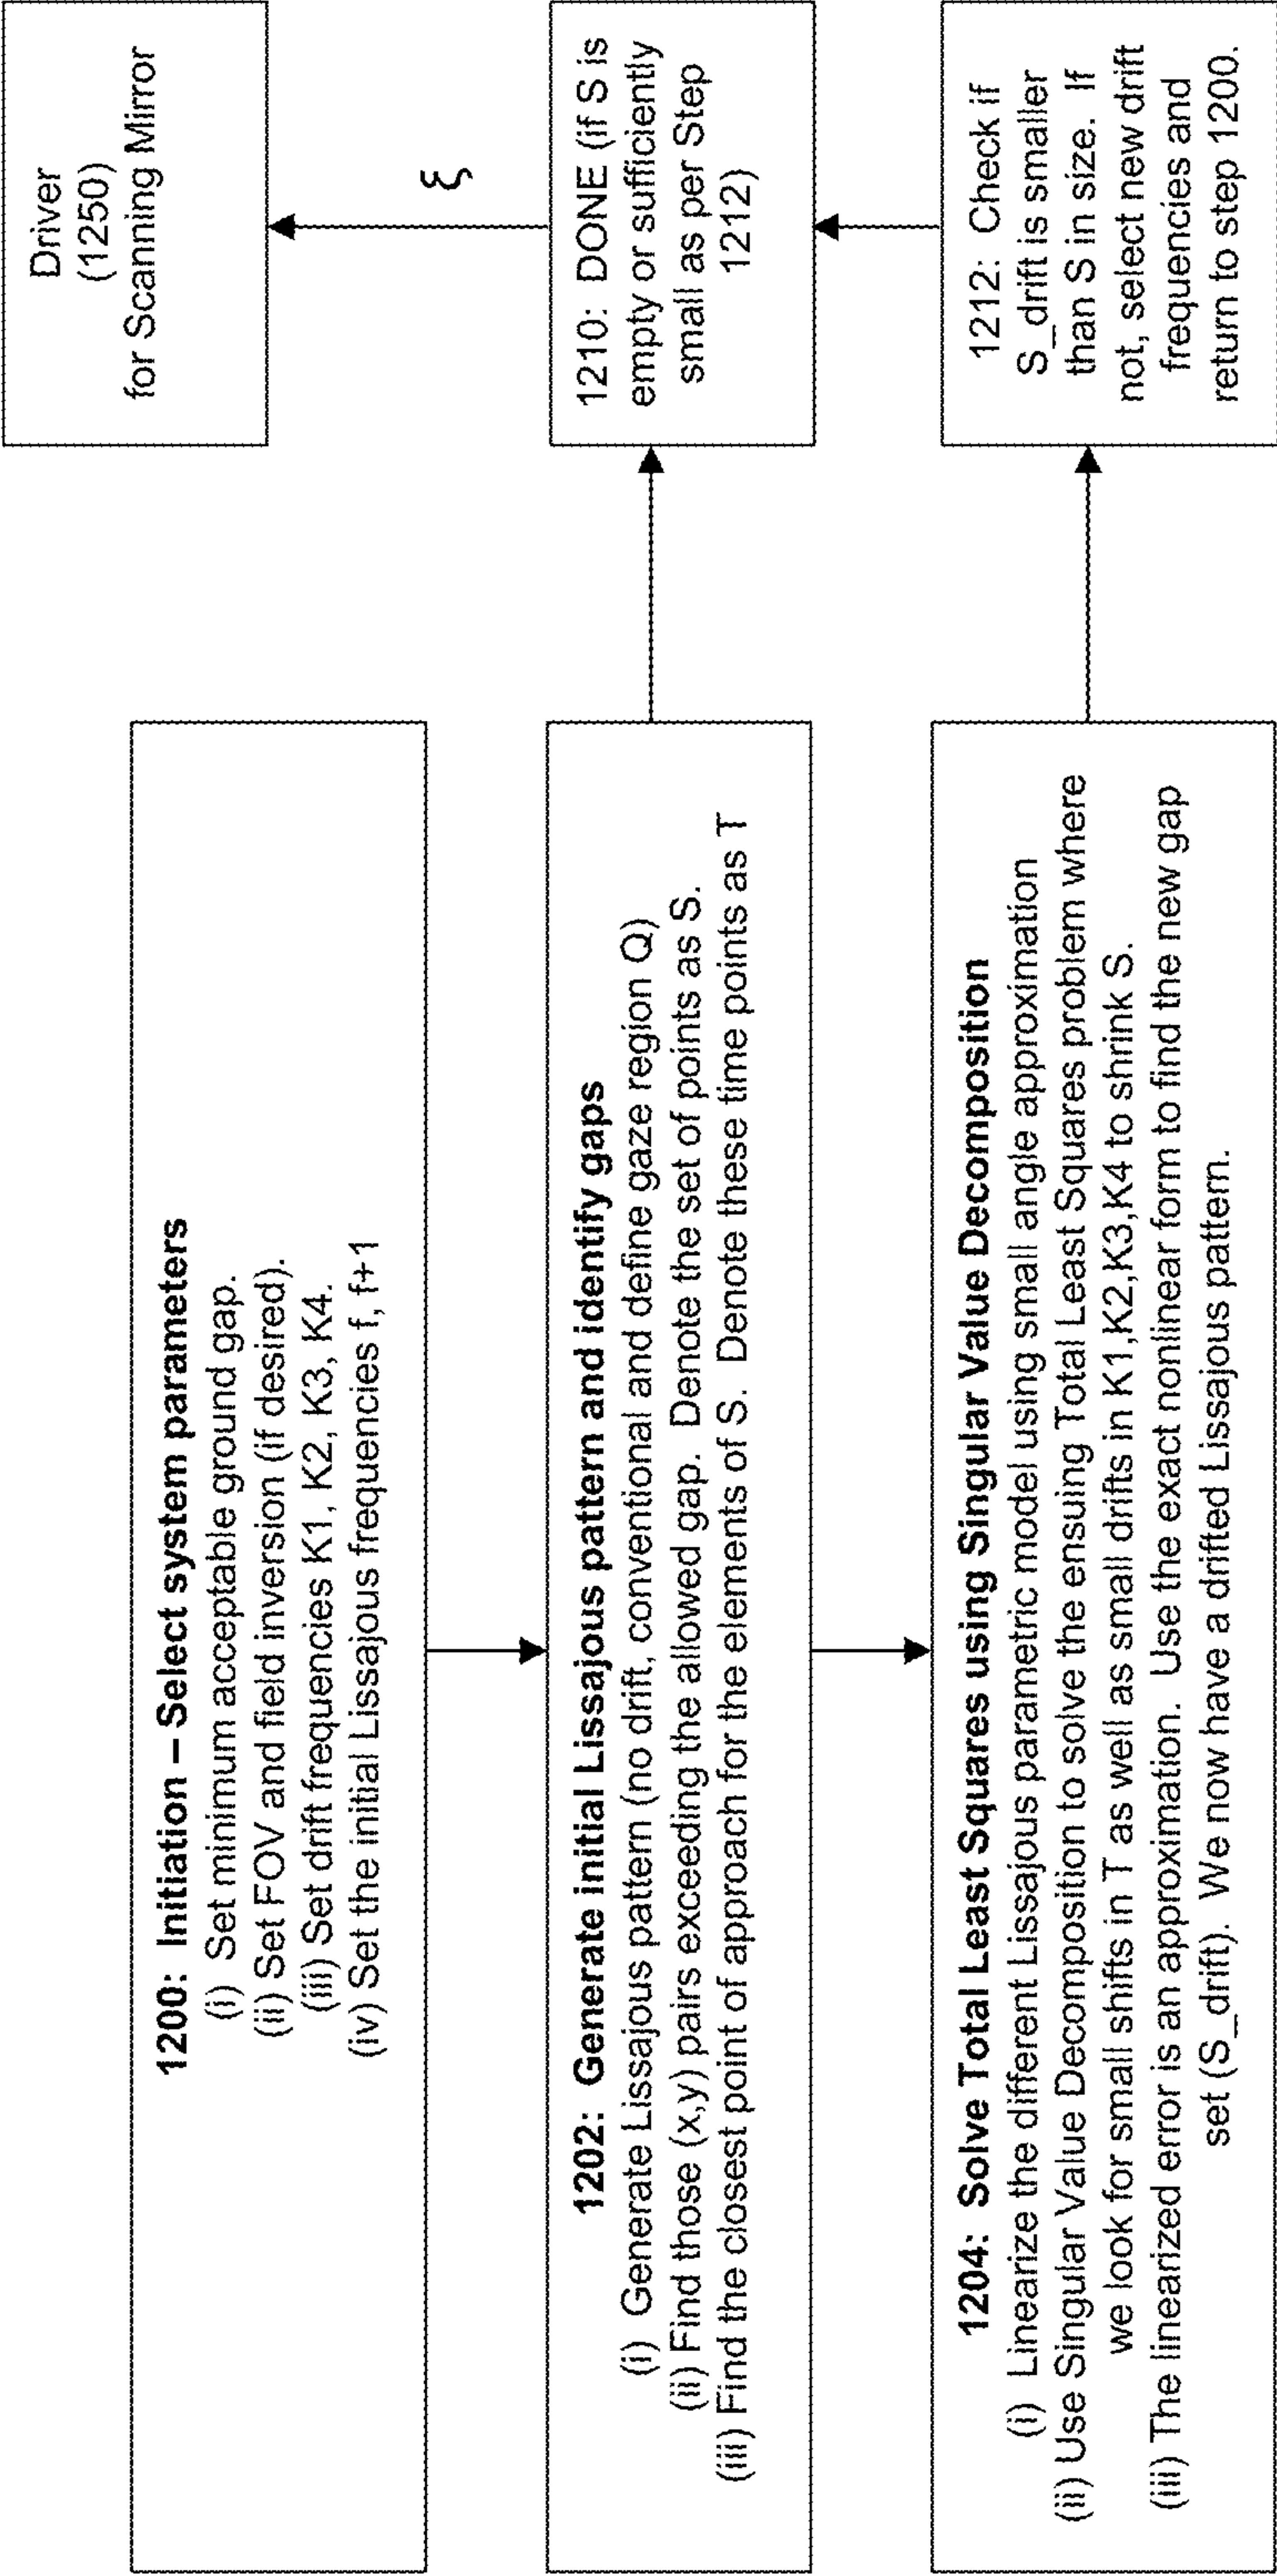 1200: Initiation – Select system parameters
(i) Set minimum acceptable ground gap.
(ii) Set FOV and field inversion (if desired).
(iii) Set drift frequencies K1, K2, K3, K4.
(iv) Set the initial Lissajous frequencies f, f+1
1202: Generate initial Lissajous pattern and identify gaps
(i) Generate Lissajous pattern (no drift, conventional and define gaze region Q)
(ii) Find those (x,y) pairs exceeding the allowed gap. Denote the set of points as S.
(iii) Find the closest point of approach for the elements of S. Denote these time points as T
1204: Solve Total Least Squares using Singular Value Decomposition
(i) Linearize the different Lissajous parametric model using small angle approximation
(ii) Use Singular Value Decomposition to solve the ensuing Total Least Squares problem where
we look for small shifts in T as well as small drifts in K1,K2,K3,K4 to shrink S.
(iii) The linearized error is an approximation. Use the exact nonlinear form to find the new gap
set (S_drift). We now have a drifted Lissajous pattern.
Driver
(1250)
for Scanning Mirror
ξ
1210: DONE (if S is
empty or sufficiently
small as per Step
1212)
1212: Check if
S_drift is smaller
than S in size. If
not, select new drift
frequencies and
return to step 1200.